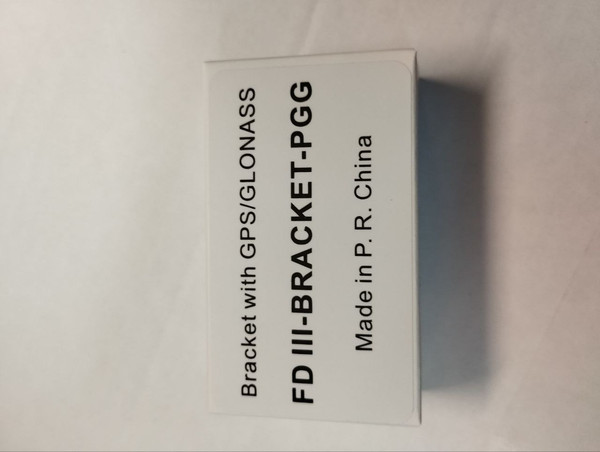 Bracket with GPS/GLONASS
FD III-BRACKET-PGG
Made in P. R. China